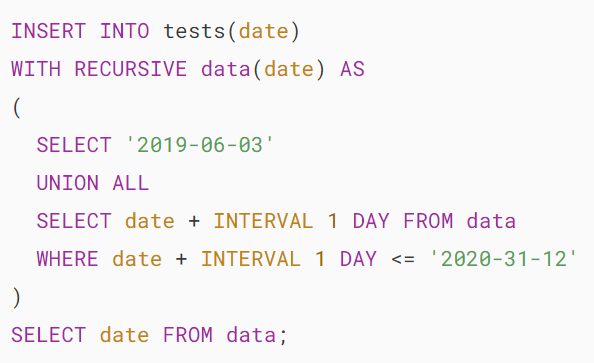 INSERT INTO tests(date)
WITH RECURSIVE data(date) AS
(
  SELECT '2019-06-03'
  UNION ALL
  SELECT date + INTERVAL 1 DAY FROM data
  WHERE date + INTERVAL 1 DAY <= '2020-31-12'
)
SELECT date FROM data;